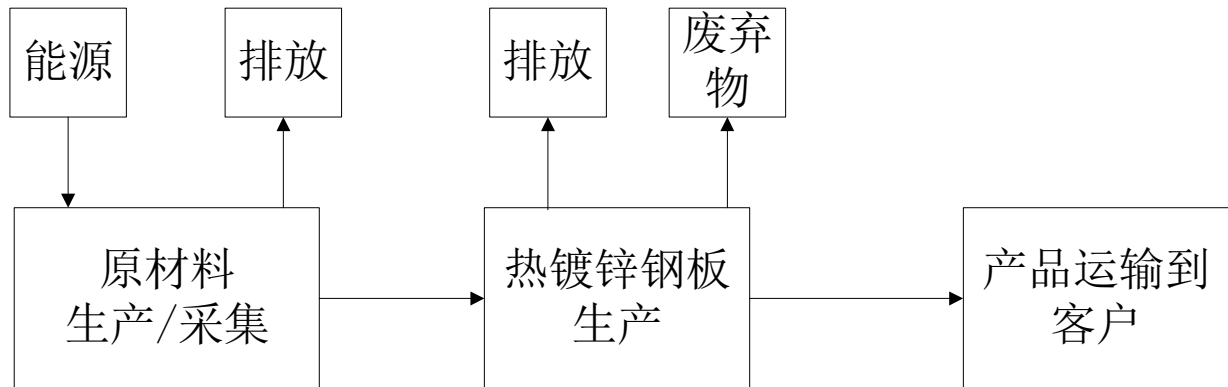 能源
排放
排放
废弃
物
原材料
生产/采集
热镀锌钢板
生产
产品运输到
客户